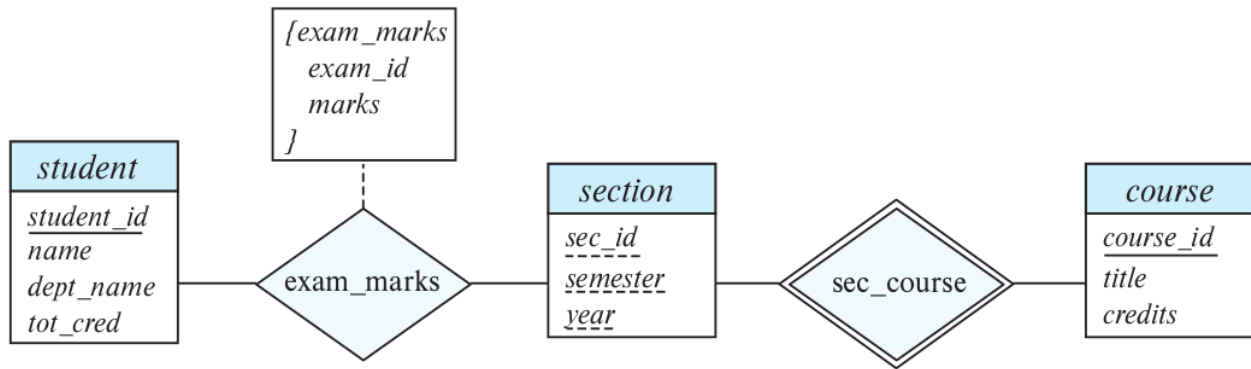 {exam_marks
exam_id
marks
}
student
student_id
name
dept_name
tot_cred
exam_marks
section
sec_id
semester
year
sec_course
course
course_id
title
credits